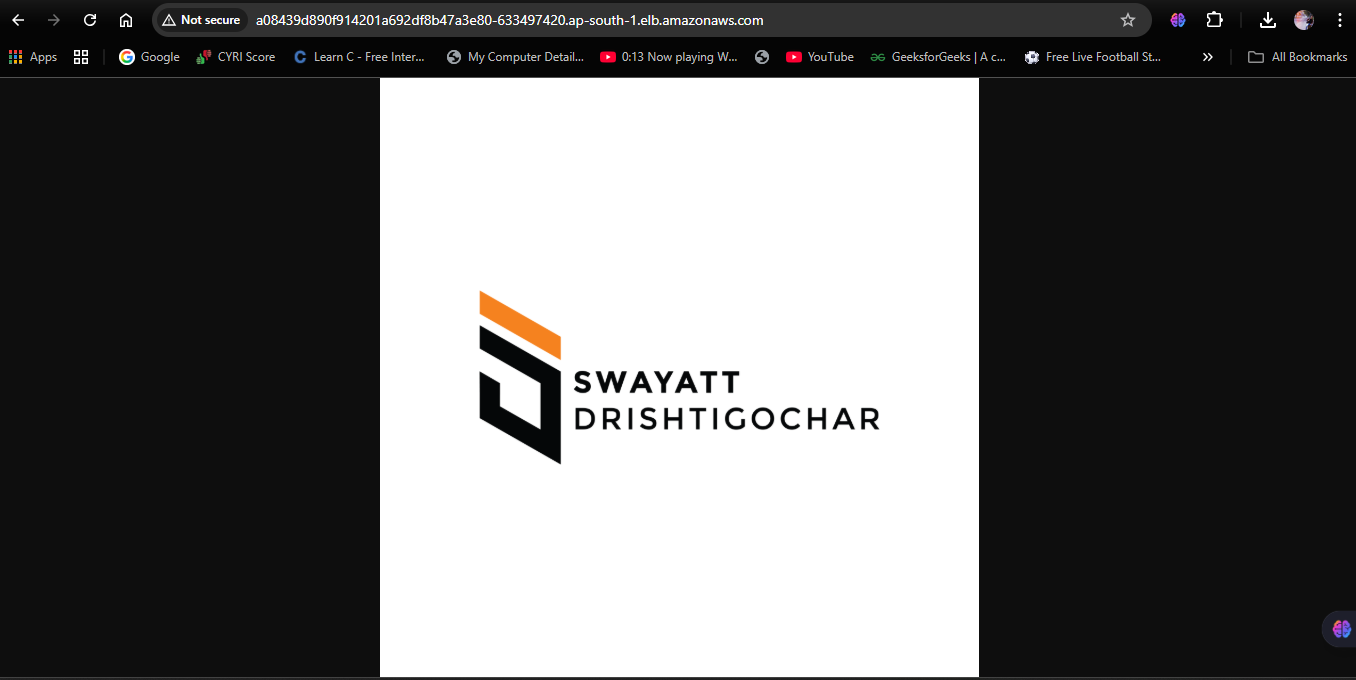 Not secure
a08439d890f914201a692df8b47a3e80-633497420.ap-south-1.elb.amazonaws.com
Apps
Google
CYRI Score
Learn C - Free Inter...
My Computer Detail...
0:13 Now playing W...
YouTube
GeeksforGeeks | A c...
Free Live Football St...
All Bookmarks
SWAYATT
DRISHTIGOCHAR